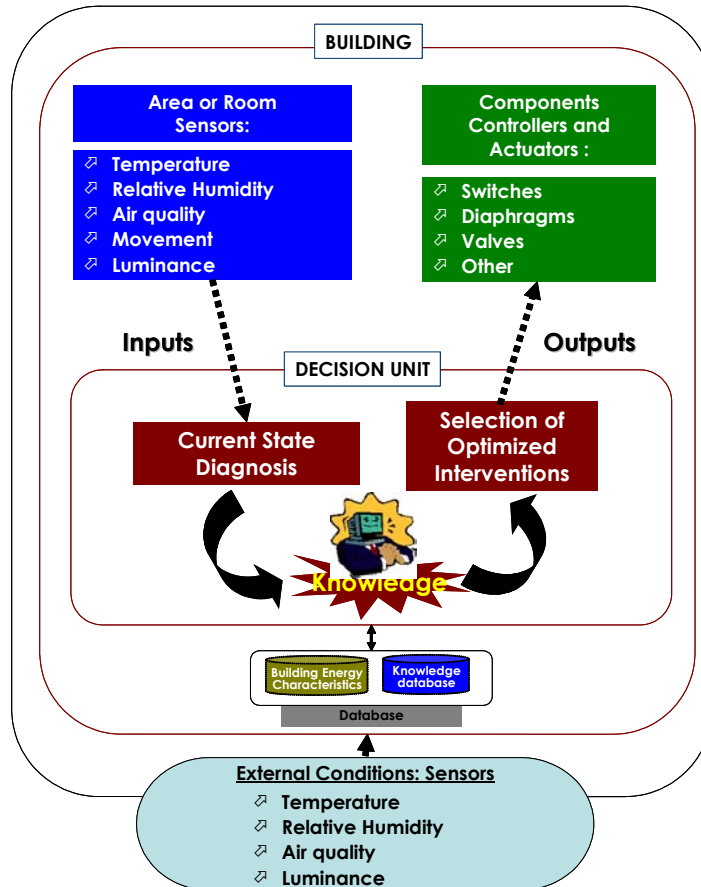 BUILDING
Area or Room
Sensors:
Temperature
Relative Humidity
Air quality
Movement
Luminance
Components
Controllers and
Actuators :
Switches
Diaphragms
Valves
Other
Inputs
Outputs
DECISION UNIT
Current State
Diagnosis
Selection of
Optimized
Interventions
Knowledge
Building Energy
Characteristics
Knowledge
database
Database
External Conditions: Sensors
Temperature
Relative Humidity
Air quality
Luminance